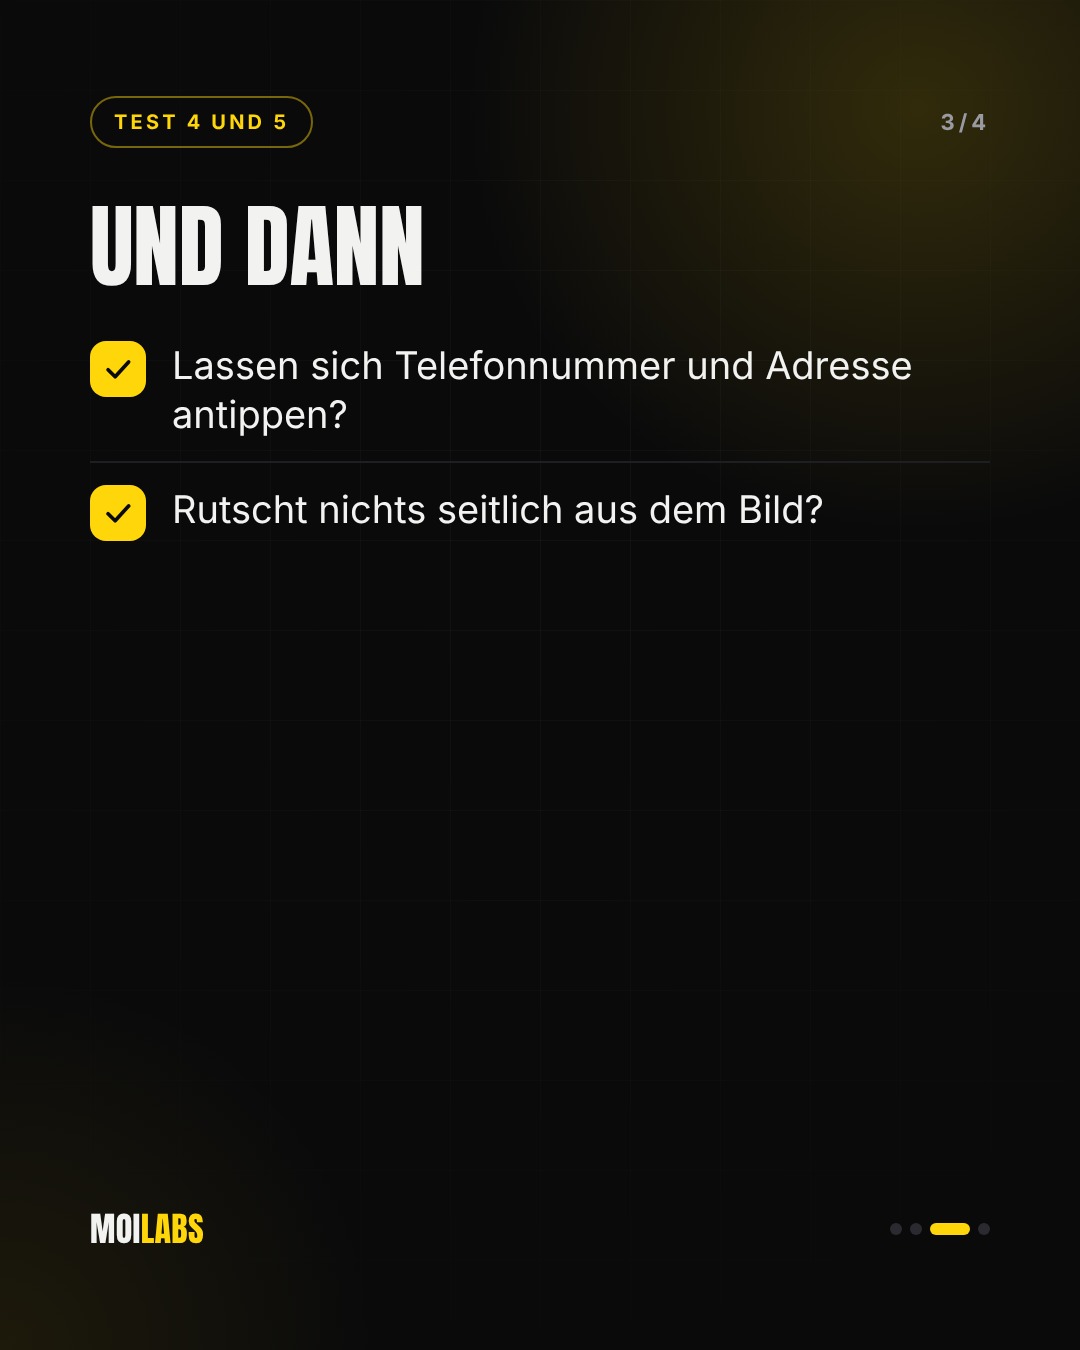 TEST 4 UND 5
3/4
UND DANN
Lassen sich Telefonnummer und Adresse
antippen?
Rutscht nichts seitlich aus dem Bild?
MOILABS